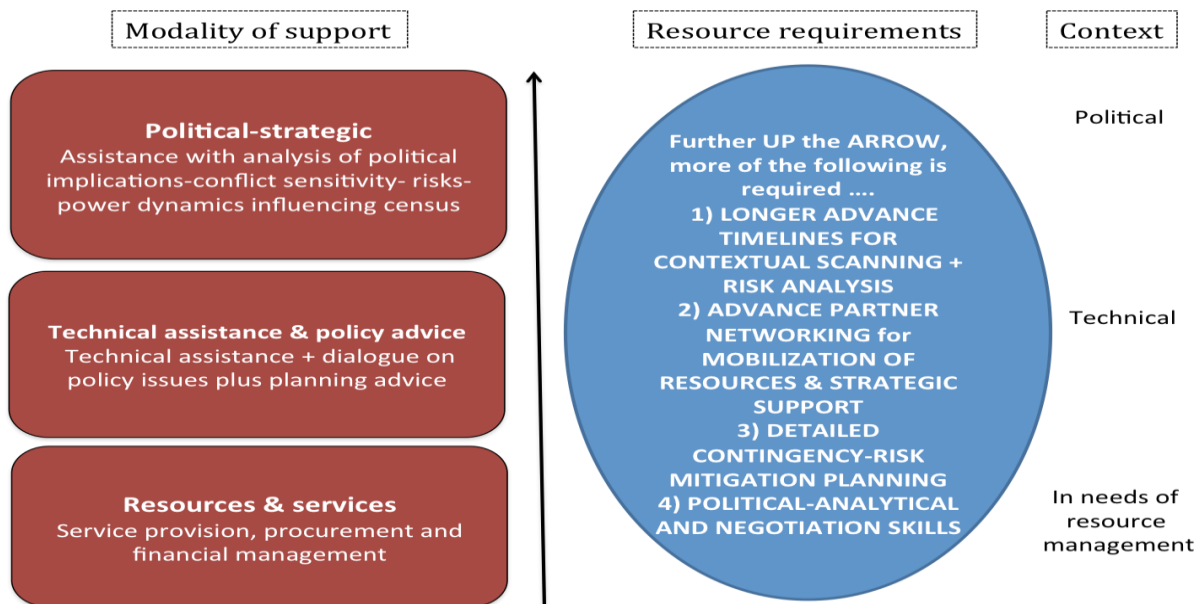 Modality of support
Resource requirements
Context
Political-strategic
Assistance with analysis of political
implications-conflict sensitivity- risks-
power dynamics influencing census
Technical assistance & policy advice
Technical assistance + dialogue on
policy issues plus planning advice
Resources & services
Service provision, procurement and
financial management
Further UP the ARROW,
more of the following is
required ....
1) LONGER ADVANCE
TIMELINES FOR
CONTEXTUAL SCANNING +
RISK ANALYSIS
2) ADVANCE PARTNER
NETWORKING for
MOBILIZATION OF
RESOURCES & STRATEGIC
SUPPORT
3) DETAILED
CONTINGENCY-RISK
MITIGATION PLANNING
4) POLITICAL-ANALYTICAL
AND NEGOTIATION SKILLS
Political
Technical
In needs of
resource
management